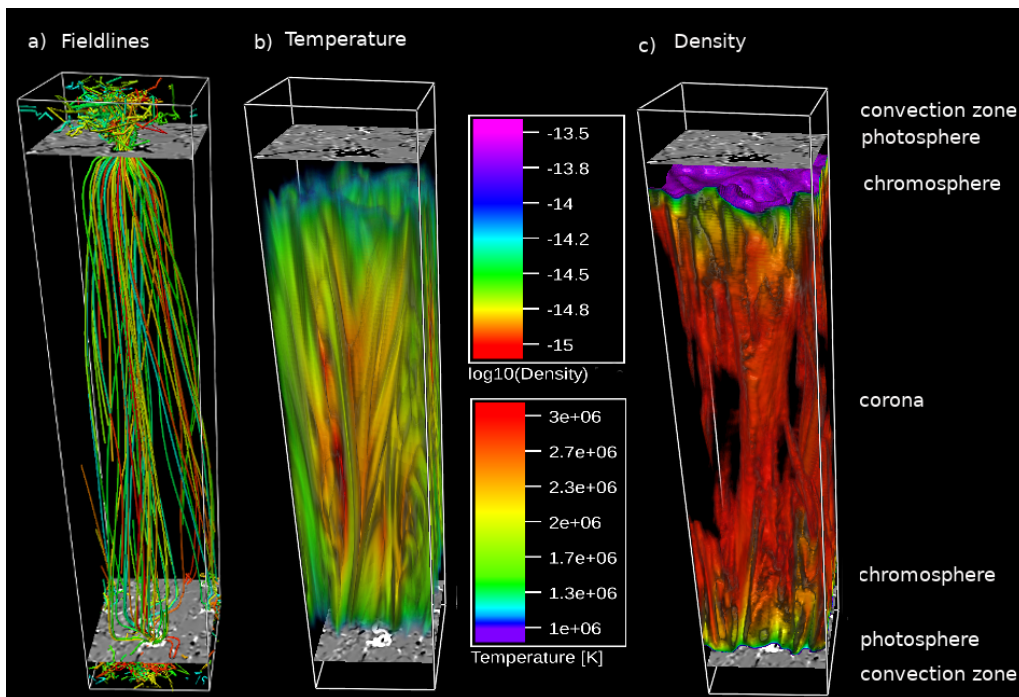 a) Fieldlines
b) Temperature
c) Density
convection zone
photosphere
chromosphere
-13.5
-13.8
-14
-14.2
-14.5
-14.8
-15
log10(Density)
corona
3e+06
2.7e+06
2.3e+06
2e+06
1.7e+06
1.3e+06
1e+06
Temperature [K]
chromosphere
photosphere
convection zone